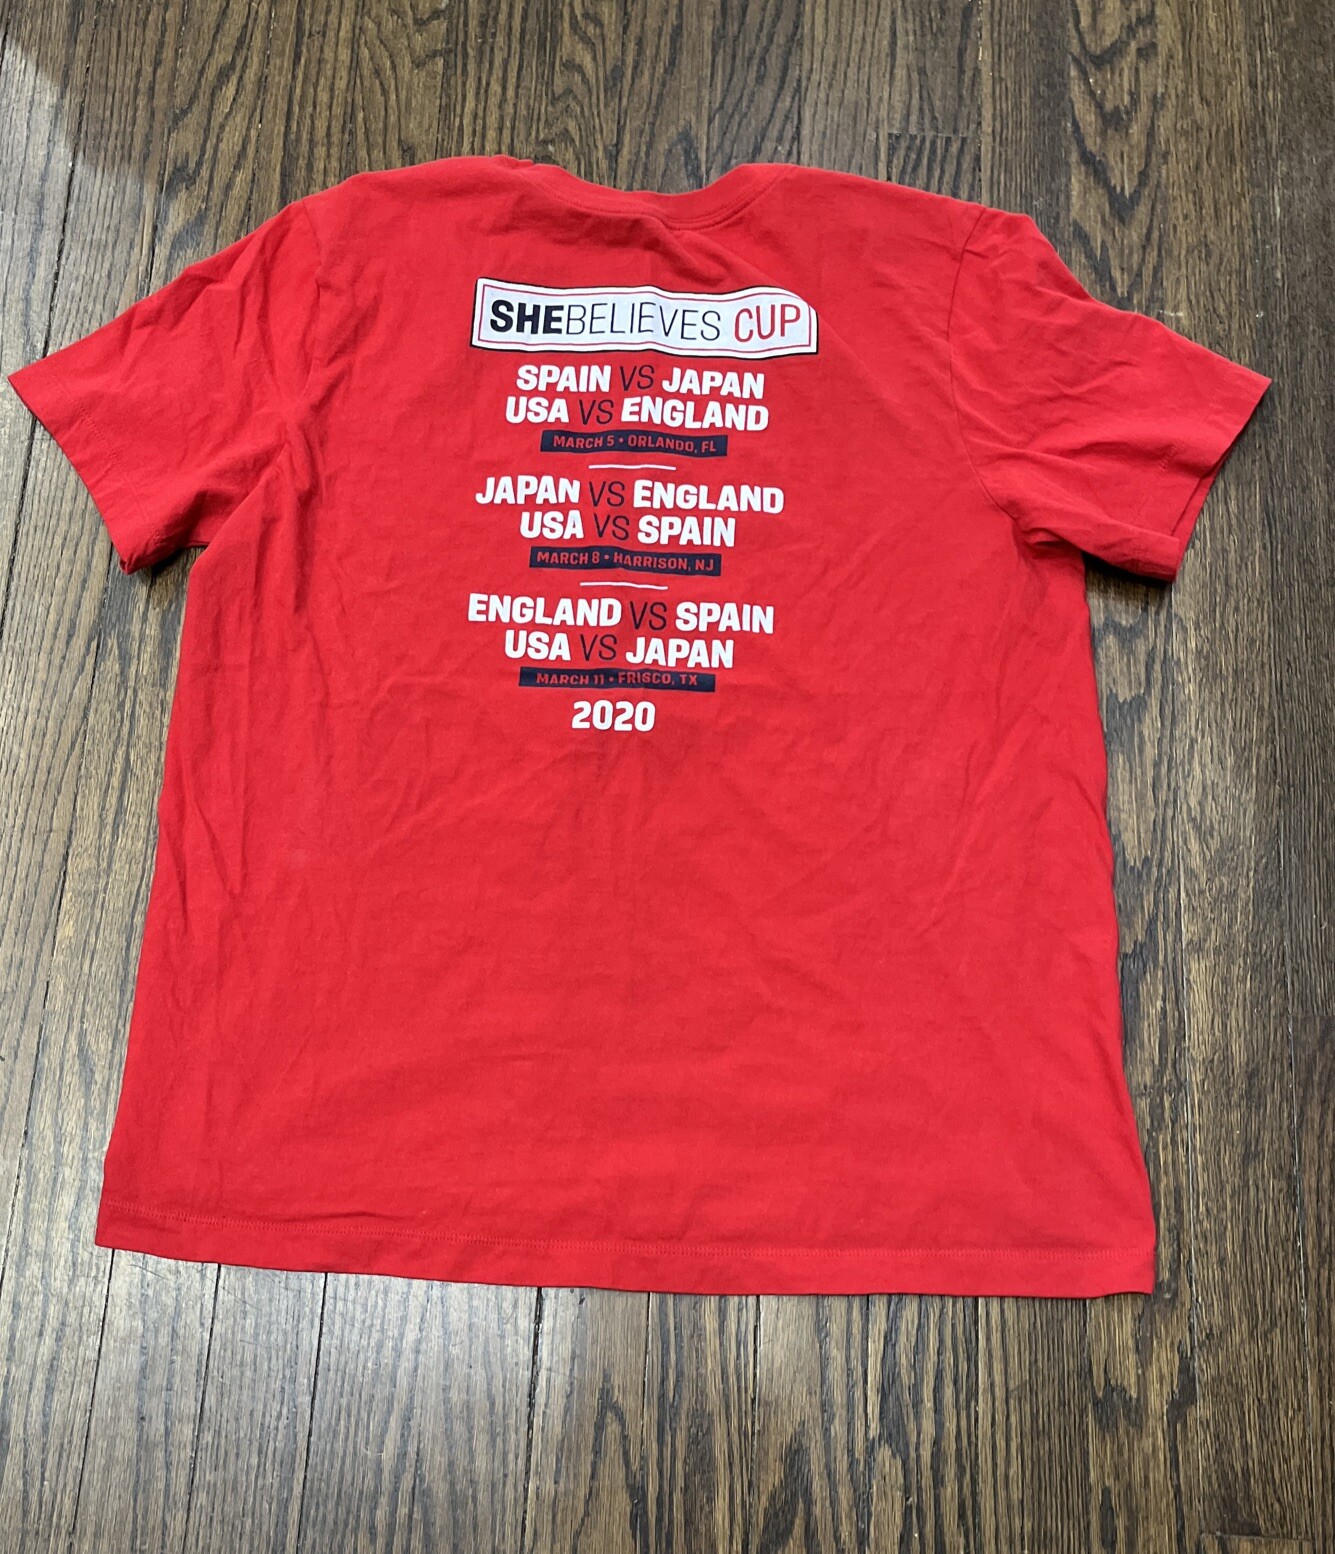 SHEBELIEVES CUP
SPAIN VS JAPAN
USA VS ENGLAND
MARCH 5 • ORLANDO, FL
JAPAN VS ENGLAND
USA VS SPAIN
MARCH 8 • HARRISON, NJ
ENGLAND VS SPAIN
USA VS JAPAN
MARCH 11 • FRISCO, TX
2020